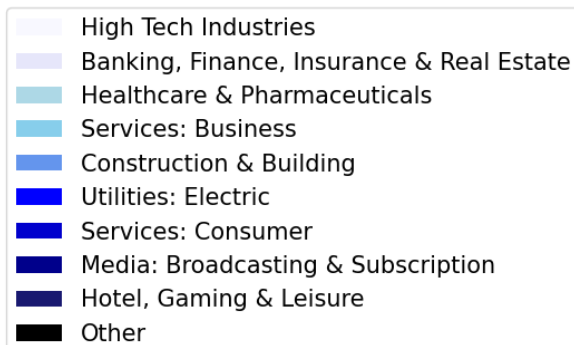 High Tech Industries
Banking, Finance, Insurance & Real Estate
Healthcare & Pharmaceuticals
Services: Business
Construction & Building
Utilities: Electric
Services: Consumer
Media: Broadcasting & Subscription
Hotel, Gaming & Leisure
Other